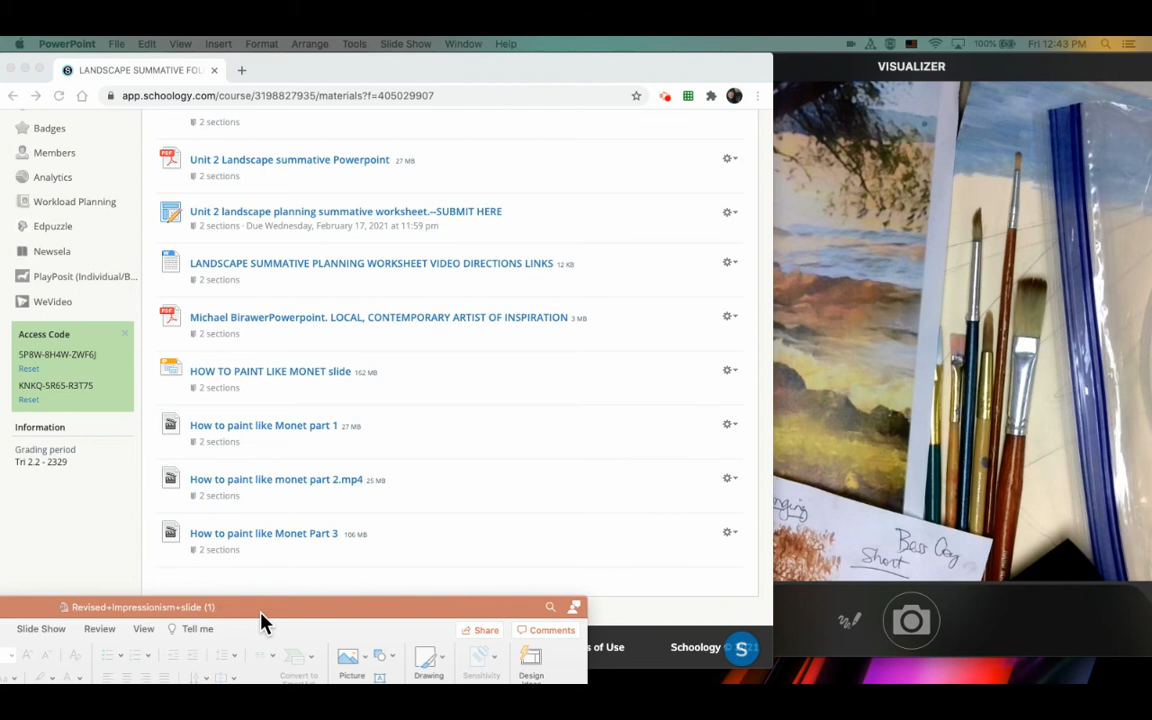 PowerPoint File Edit View Insert Format Arrange Tools Slide Show Window Help 100% Fri 12:43 PM
LANDSCAPE SUMMATIVE FOL
VISUALIZER
app.schoology.com/course/3198827935/materials?f=405029907
Badges
Members
Analytics
Workload Planning
Edpuzzle
Newsela
PlayPosit (Individual/B...
WeVideo
Access Code
5P8W-8H4W-ZWF6J
Reset
KNKQ-5R65-R3T75
Reset
Information
Grading period
Tri 2.2 - 2329
2 sections
Unit 2 Landscape summative Powerpoint 27 MB
2 sections
Unit 2 landscape planning summative worksheet.--SUBMIT HERE
2 sections · Due Wednesday, February 17, 2021 at 11:59 pm
LANDSCAPE SUMMATIVE PLANNING WORKSHEET VIDEO DIRECTIONS LINKS 12 KB
2 sections
Michael BirawerPowerpoint. LOCAL, CONTEMPORARY ARTIST OF INSPIRATION 3 MB
2 sections
HOW TO PAINT LIKE MONET slide 162 MB
2 sections
How to paint like Monet part 1 27 MB
2 sections
How to paint like monet part 2.mp4 25 MB
2 sections
How to paint like Monet Part 3 106 MB
2 sections
Short
Revised+Impressionism+slide (1)
Slide Show Review View Tell me Share Comments
s of Use Schoology
Convert to
Picture
Drawing
Sensitivity
Design